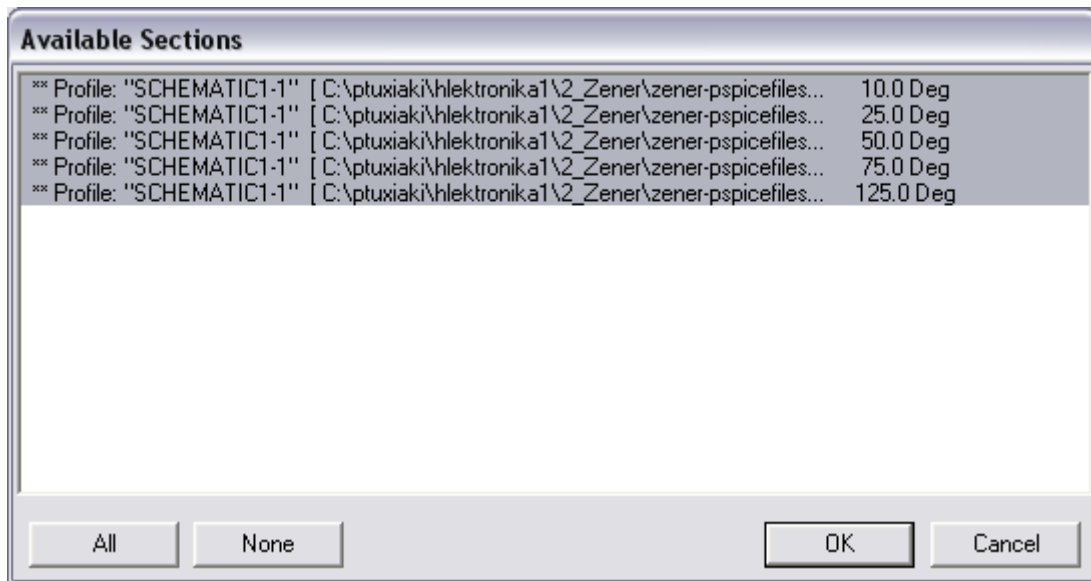 Available Sections
** Profile: "SCHEMATIC1-1" [ C:\ptuxiaki\hlektronika1\2_Zener\zener-pspicefiles... 10.0 Deg
** Profile: "SCHEMATIC1-1" [ C:\ptuxiaki\hlektronika1\2_Zener\zener-pspicefiles... 25.0 Deg
** Profile: "SCHEMATIC1-1" [ C:\ptuxiaki\hlektronika1\2_Zener\zener-pspicefiles... 50.0 Deg
** Profile: "SCHEMATIC1-1" [ C:\ptuxiaki\hlektronika1\2_Zener\zener-pspicefiles... 75.0 Deg
** Profile: "SCHEMATIC1-1" [ C:\ptuxiaki\hlektronika1\2_Zener\zener-pspicefiles... 125.0 Deg
All None OK Cancel